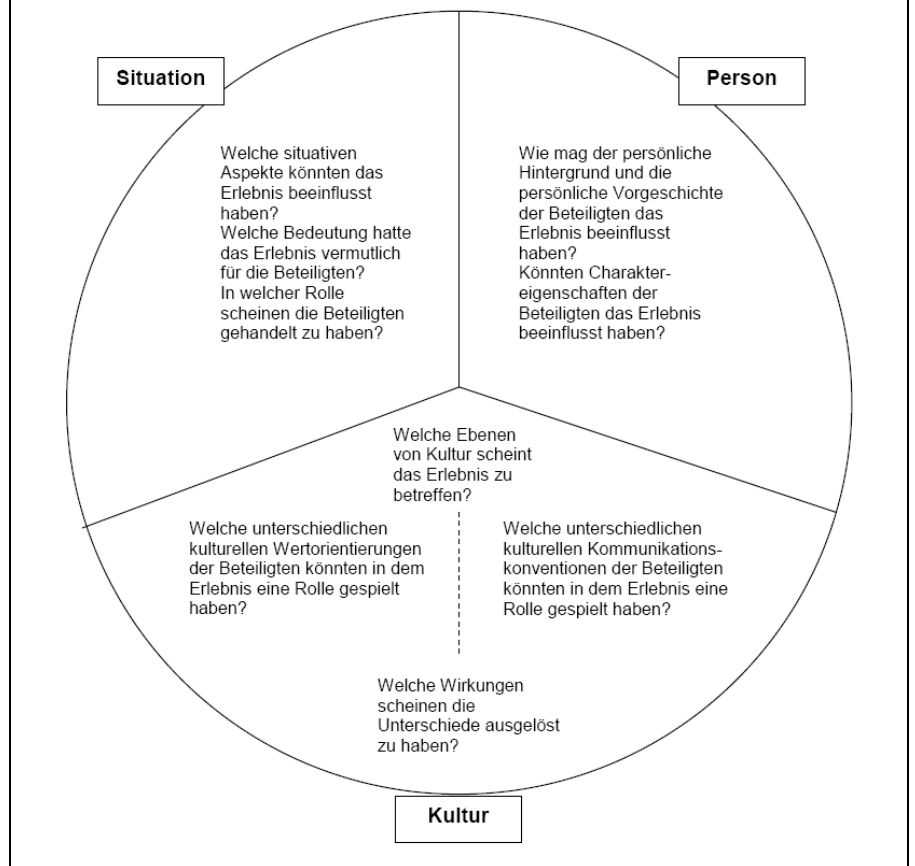 Situation
Person
Welche situativen
Aspekte könnten das
Erlebnis beeinflusst
haben?
Welche Bedeutung hatte
das Erlebnis vermutlich
für die Beteiligten?
In welcher Rolle
scheinen die Beteiligten
gehandelt zu haben?
Wie mag der persönliche
Hintergrund und die
persönliche Vorgeschichte
der Beteiligten das
Erlebnis beeinflusst
haben?
Könnten Charakter-
eigenschaften der
Beteiligten das Erlebnis
beeinflusst haben?
Welche Ebenen
von Kultur scheint
das Erlebnis zu
betreffen?
Welche unterschiedlichen
kulturellen Wertorientierungen
der Beteiligten könnten in dem
Erlebnis eine Rolle gespielt
haben?
Welche unterschiedlichen
kulturellen Kommunikations-
konventionen der Beteiligten
könnten in dem Erlebnis eine
Rolle gespielt haben?
Welche Wirkungen
scheinen die
Unterschiede ausgelöst
zu haben?
Kultur